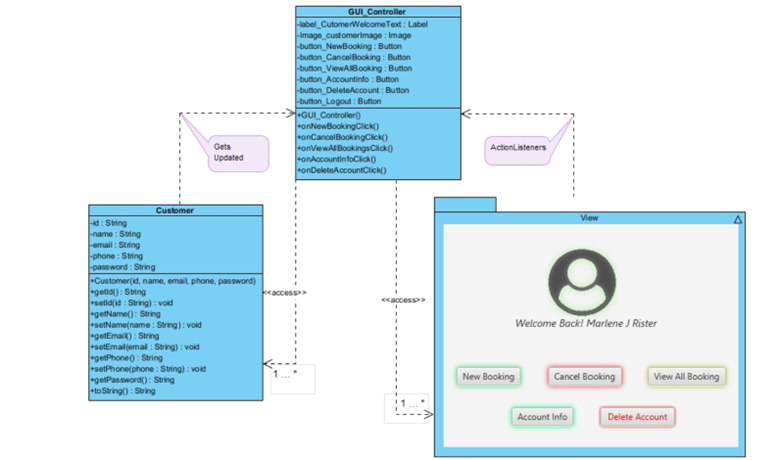 GUI_Controller
-label_CutomerWelcomeText : Label
-Image_customerImage : Image
-button_NewBooking : Button
-button_CancelBooking : Button
-button_ViewAllBooking : Button
-button_AccountInfo : Button
-button_DeleteAccount : Button
-button_Logout : Button
+GUI_Controller()
+onNewBookingClick()
+onCancelBookingClick()
+onViewAllBookingsClick()
+onAccountInfoClick()
+onDeleteAccountClick()
Gets
Updated
ActionListeners
Customer
-id : String
-name : String
-email : String
-phone : String
-password : String
+Customer(id, name, email, phone, password)
+getId() : String
+setId(id : String) : void
+getName() : String
+setName(name : String) : void
+getEmail() : String
+setEmail(email : String) : void
+getPhone() : String
+setPhone(phone : String) : void
+getPassword() : String
+toString() : String
<<access>>
1 ... *
<<access>>
1 ... *
View
Welcome Back! Marlene J Rister
New Booking
Cancel Booking
View All Booking
Account Info
Delete Account